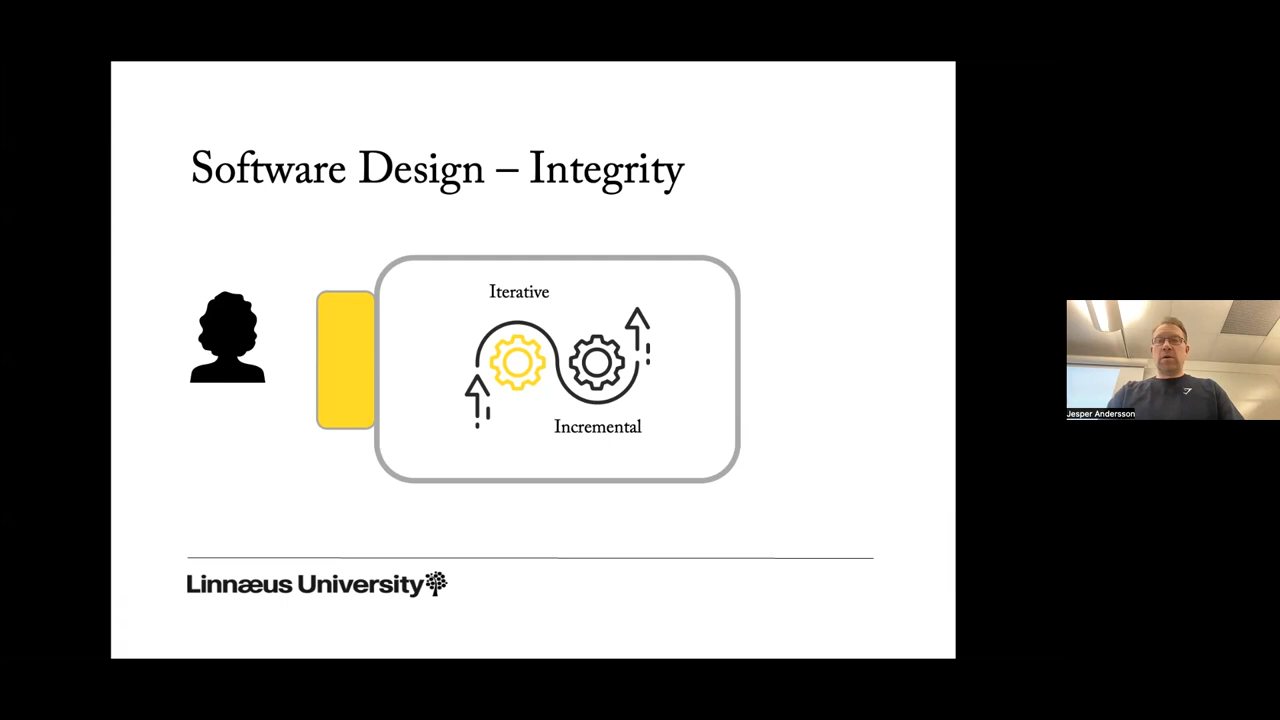 Software Design – Integrity
Iterative
Incremental
Linnæus University
Jesper Andersson